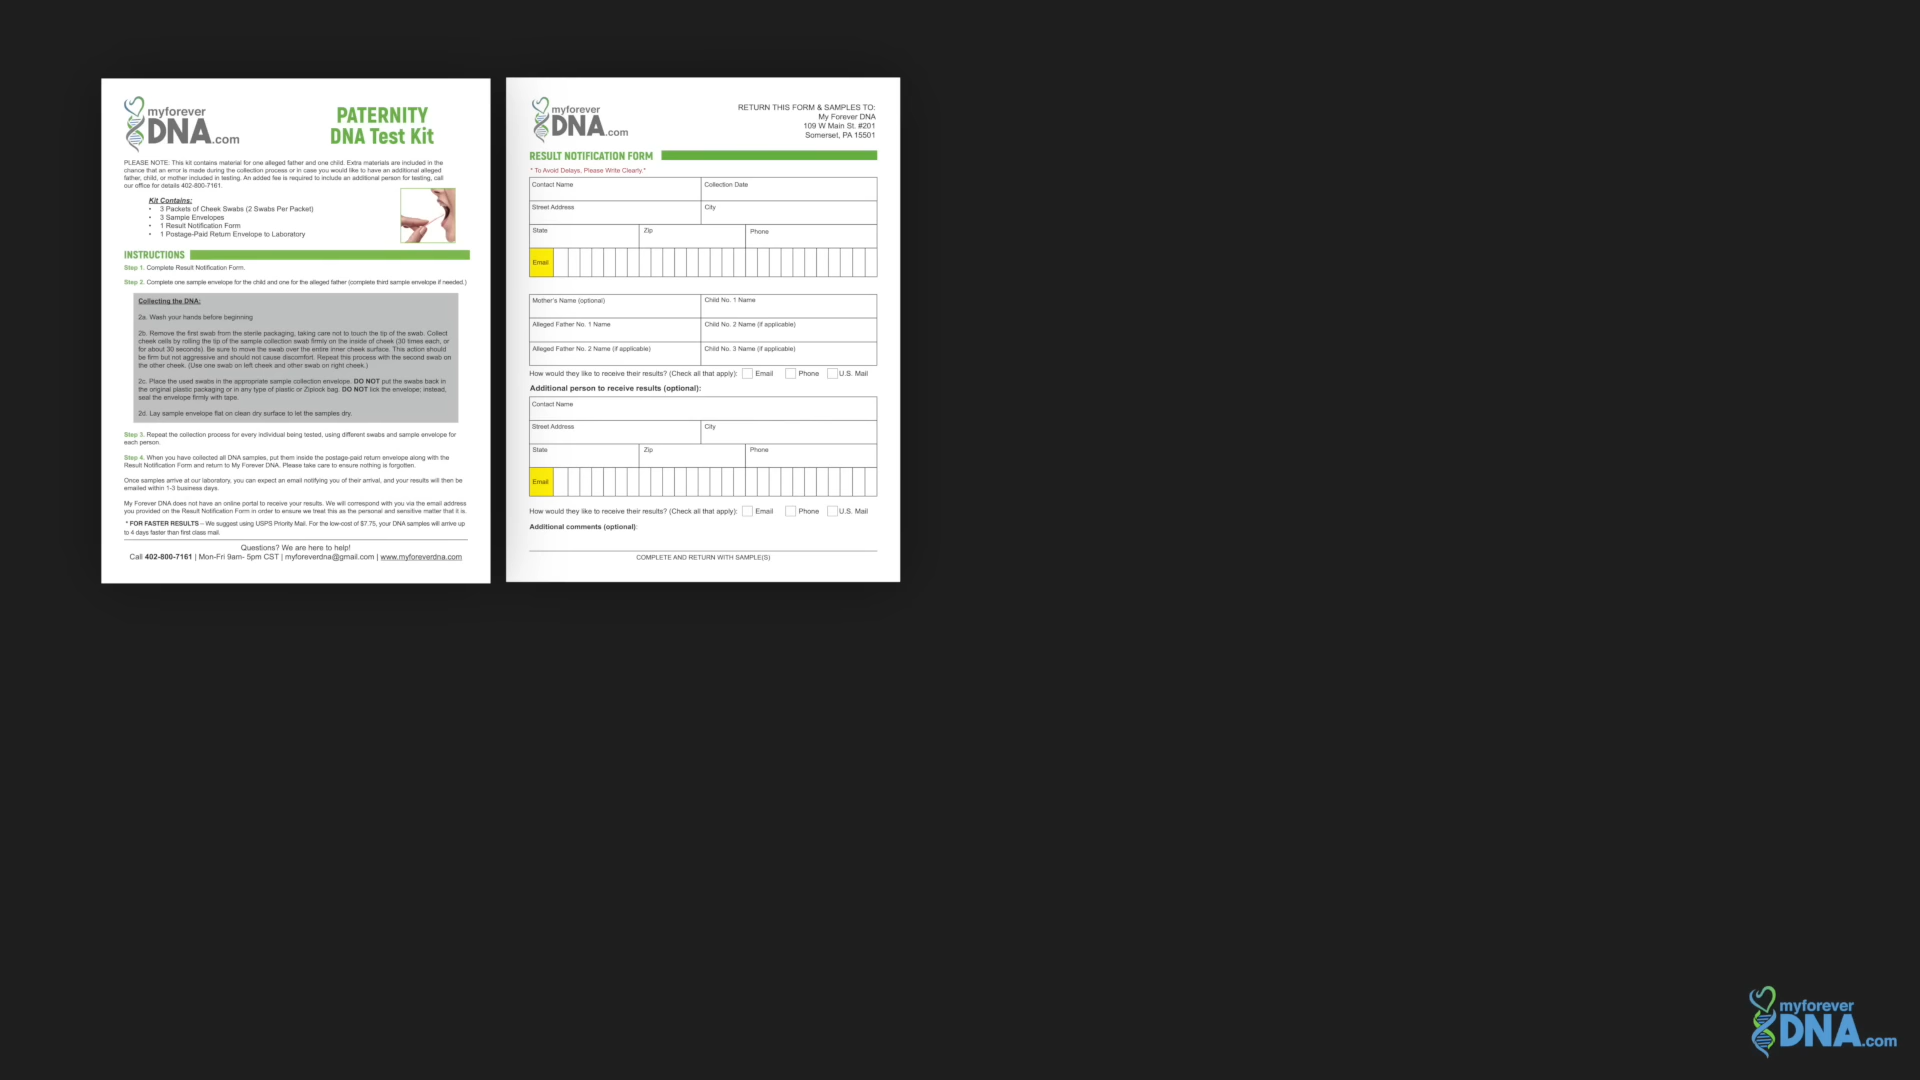 myforever
DNA.com
PATERNITY
DNA Test Kit
PLEASE NOTE: This kit contains material for one alleged father and one child. Extra materials are included in the
chance that an error is made during the collection process or in case you would like to have an additional alleged
father, child, or mother included in testing. An added fee is required to include an additional person for testing, call
our office for details 402-800-7161.
Kit Contains:
• 3 Packets of Cheek Swabs (2 Swabs Per Packet)
• 3 Sample Envelopes
• 1 Result Notification Form
• 1 Postage-Paid Return Envelope to Laboratory
INSTRUCTIONS
Step 1. Complete Result Notification Form.
Step 2. Complete one sample envelope for the child and one for the alleged father (complete third sample envelope if needed.)
Collecting the DNA:
2a. Wash your hands before beginning
2b. Remove the first swab from the sterile packaging, taking care not to touch the tip of the swab. Collect
cheek cells by rolling the tip of the sample collection swab firmly on the inside of cheek (30 times each, or
for about 30 seconds). Be sure to move the swab over the entire inner cheek surface. This action should
be firm but not aggressive and should not cause discomfort. Repeat this process with the second swab on
the other cheek. (Use one swab on left cheek and other swab on right cheek.)
2c. Place the used swabs in the appropriate sample collection envelope. DO NOT put the swabs back in
the original plastic packaging or in any type of plastic or Ziplock bag. DO NOT lick the envelope; instead,
seal the envelope firmly with tape.
2d. Lay sample envelope flat on clean dry surface to let the samples dry.
Step 3. Repeat the collection process for every individual being tested, using different swabs and sample envelope for
each person.
Step 4. When you have collected all DNA samples, put them inside the postage-paid return envelope along with the
Result Notification Form and return to My Forever DNA. Please take care to ensure nothing is forgotten.
Once samples arrive at our laboratory, you can expect an email notifying you of their arrival, and your results will then be
emailed within 1-3 business days.
My Forever DNA does not have an online portal to receive your results. We will correspond with you via the email address
you provided on the Result Notification Form in order to ensure we treat this as the personal and sensitive matter that it is.
* FOR FASTER RESULTS – We suggest using USPS Priority Mail. For the low-cost of $7.75, your DNA samples will arrive up
to 4 days faster than first class mail.
Questions? We are here to help!
Call 402-800-7161 | Mon-Fri 9am- 5pm CST | myforeverdna@gmail.com | www.myforeverdna.com
myforever
DNA.com
RETURN THIS FORM & SAMPLES TO:
My Forever DNA
109 W Main St. #201
Somerset, PA 15501
RESULT NOTIFICATION FORM
* To Avoid Delays, Please Write Clearly.*
Contact Name Collection Date
Street Address City
State Zip Phone
Email
Mother's Name (optional) Child No. 1 Name
Alleged Father No. 1 Name Child No. 2 Name (if applicable)
Alleged Father No. 2 Name (if applicable) Child No. 3 Name (if applicable)
How would they like to receive their results? (Check all that apply): Email Phone U.S. Mail
Additional person to receive results (optional):
Contact Name
Street Address City
State Zip Phone
Email
How would they like to receive their results? (Check all that apply): Email Phone U.S. Mail
Additional comments (optional):
COMPLETE AND RETURN WITH SAMPLE(S)
myforever
DNA.com